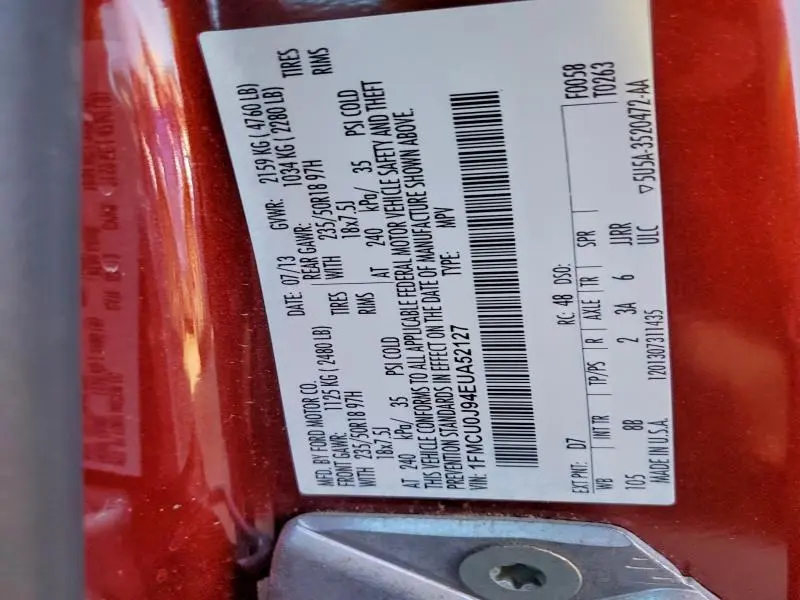 MFD. BY FORD MOTOR CO. DATE: 07/13 GVWR: 2159 KG ( 4760 LB)
FRONT GAWR: 1125 KG ( 2480 LB) REAR GAWR: 1034 KG ( 2280 LB)
WITH 235/50R18 97H TIRES WITH 235/50R18 97H TIRES
18x7.5J RIMS 18x7.5J RIMS
AT 240 kPa/ 35 PSI COLD AT 240 kPa/ 35 PSI COLD
THIS VEHICLE CONFORMS TO ALL APPLICABLE FEDERAL MOTOR VEHICLE SAFETY AND THEFT
PREVENTION STANDARDS IN EFFECT ON THE DATE OF MANUFACTURE SHOWN ABOVE.
VIN: 1FMCU0J94EUA52127 TYPE: MPV
F0058
T0263
EXT PNT: D7 RC: 48 DSO:
WB INT TR TP/PS R AXLE TR SPR
105 8B 2 3A 6 JJRR
ULC
MADE IN U.S.A. 1201307311435 ▽5U5A-3520472-AA